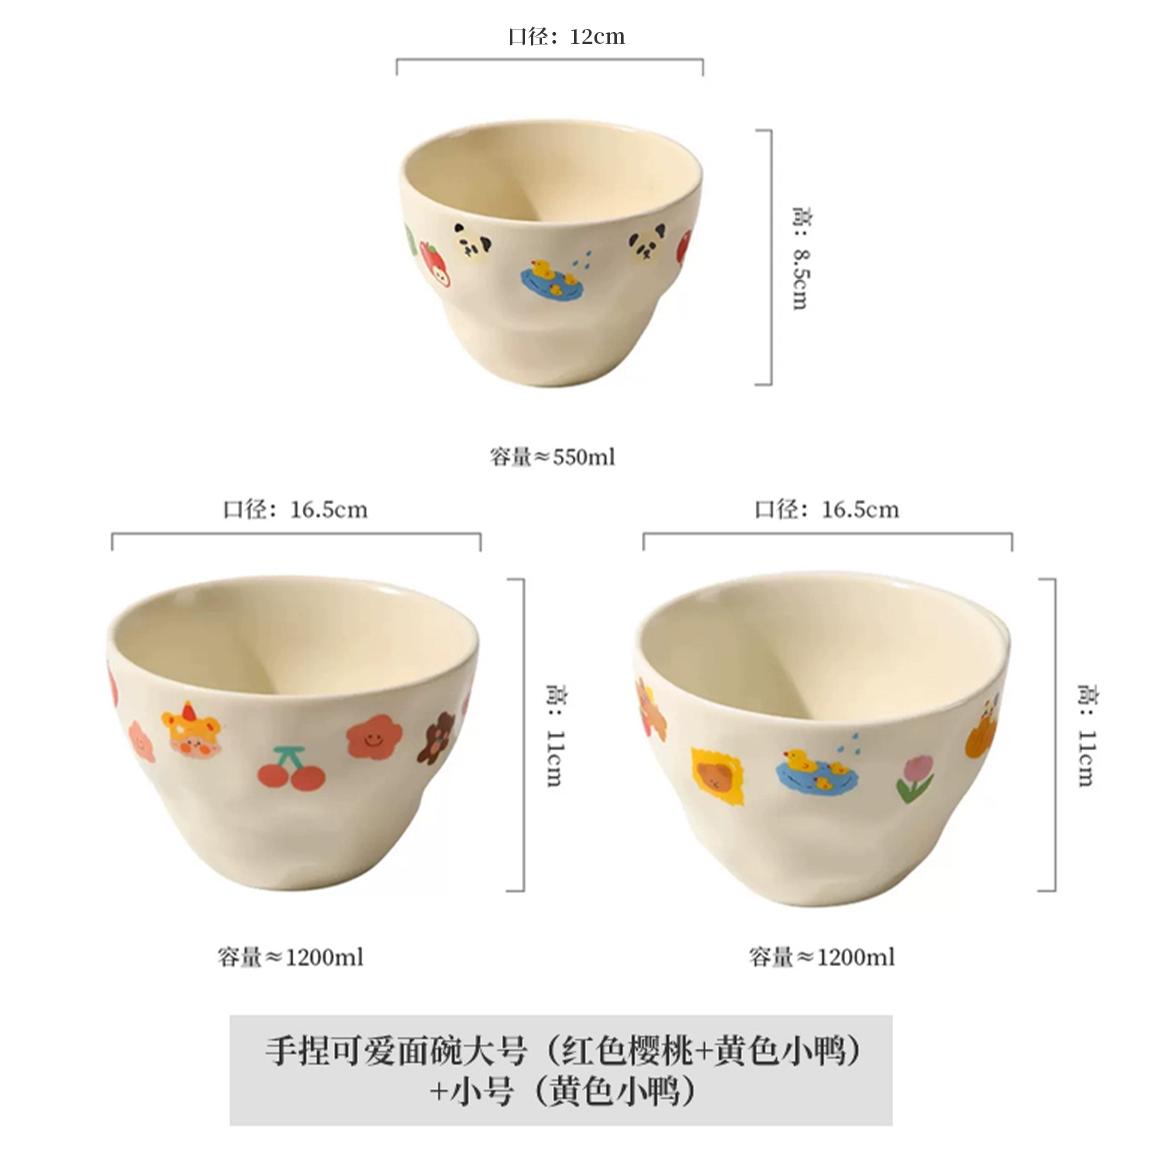 口径：12cm
高：8.5cm
容量≈550ml
口径：16.5cm
口径：16.5cm
高：11cm
高：11cm
容量≈1200ml
容量≈1200ml
手捏可爱面碗大号（红色樱桃+黄色小鸭）
+小号（黄色小鸭）